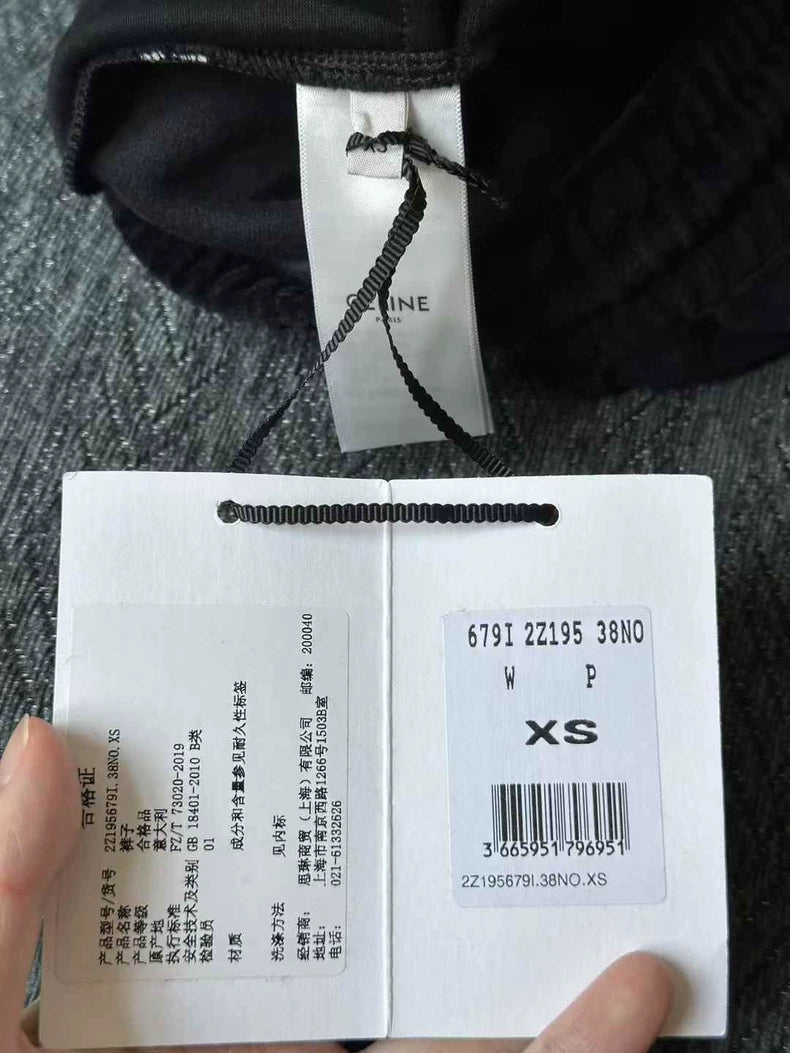 XS
CELINE
PARIS
合格证
产品型号/货号 2Z195679I.38NO.XS
产品名称 裤子
产品等级 合格品
原产地 意大利
执行标准 FZ/T 73020-2019
安全技术及类别 GB 18401-2010 B类
检验员 01
材质 成分和含量参见耐久性标签
洗涤方法 见内标
经销商: 思琳商贸（上海）有限公司 邮编: 200040
地址: 上海市南京西路1266号1503B室
电话: 021-61332626
679I 2Z195 38NO
W P
XS
3 665951 796951
2Z195679I.38NO.XS